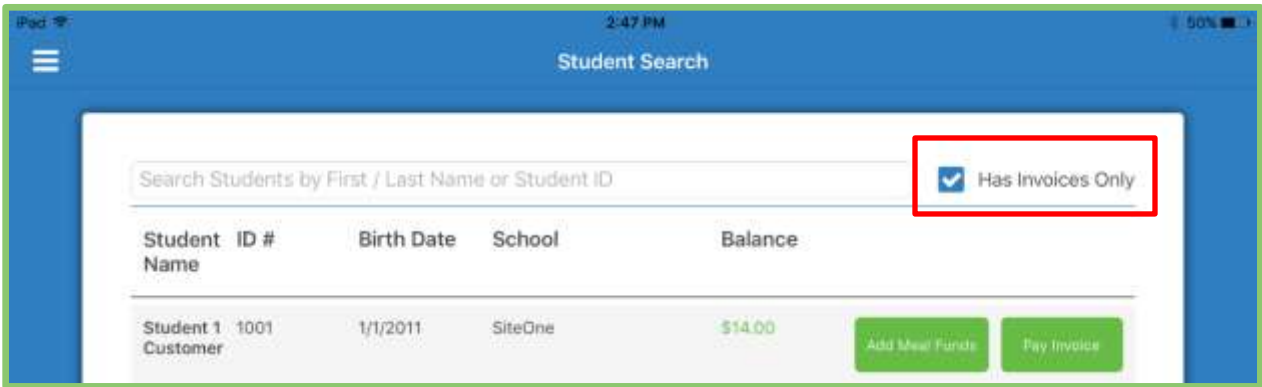 iPad 2:47 PM 50%
Student Search
Search Students by First / Last Name or Student ID
Has Invoices Only
Student Name ID # Birth Date School Balance
Student 1 Customer 1001 1/1/2011 SiteOne $14.00 Add Meal Funds Pay Invoice